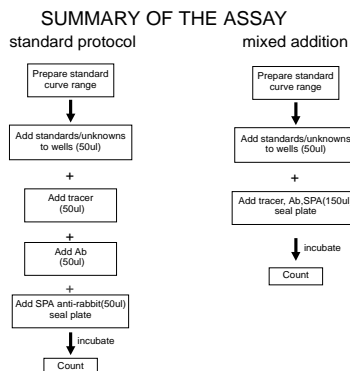 SUMMARY OF THE ASSAY
standard protocol
Prepare standard
curve range
Add standards/unknowns
to wells (50ul)
+
Add tracer
(50ul)
+
Add Ab
(50ul)
+
Add SPA anti-rabbit(50ul)
seal plate
incubate
Count
mixed addition
Prepare standard
curve range
Add standards/unknowns
to wells (50ul)
+
Add tracer, Ab,SPA(150ul)
seal plate
incubate
Count